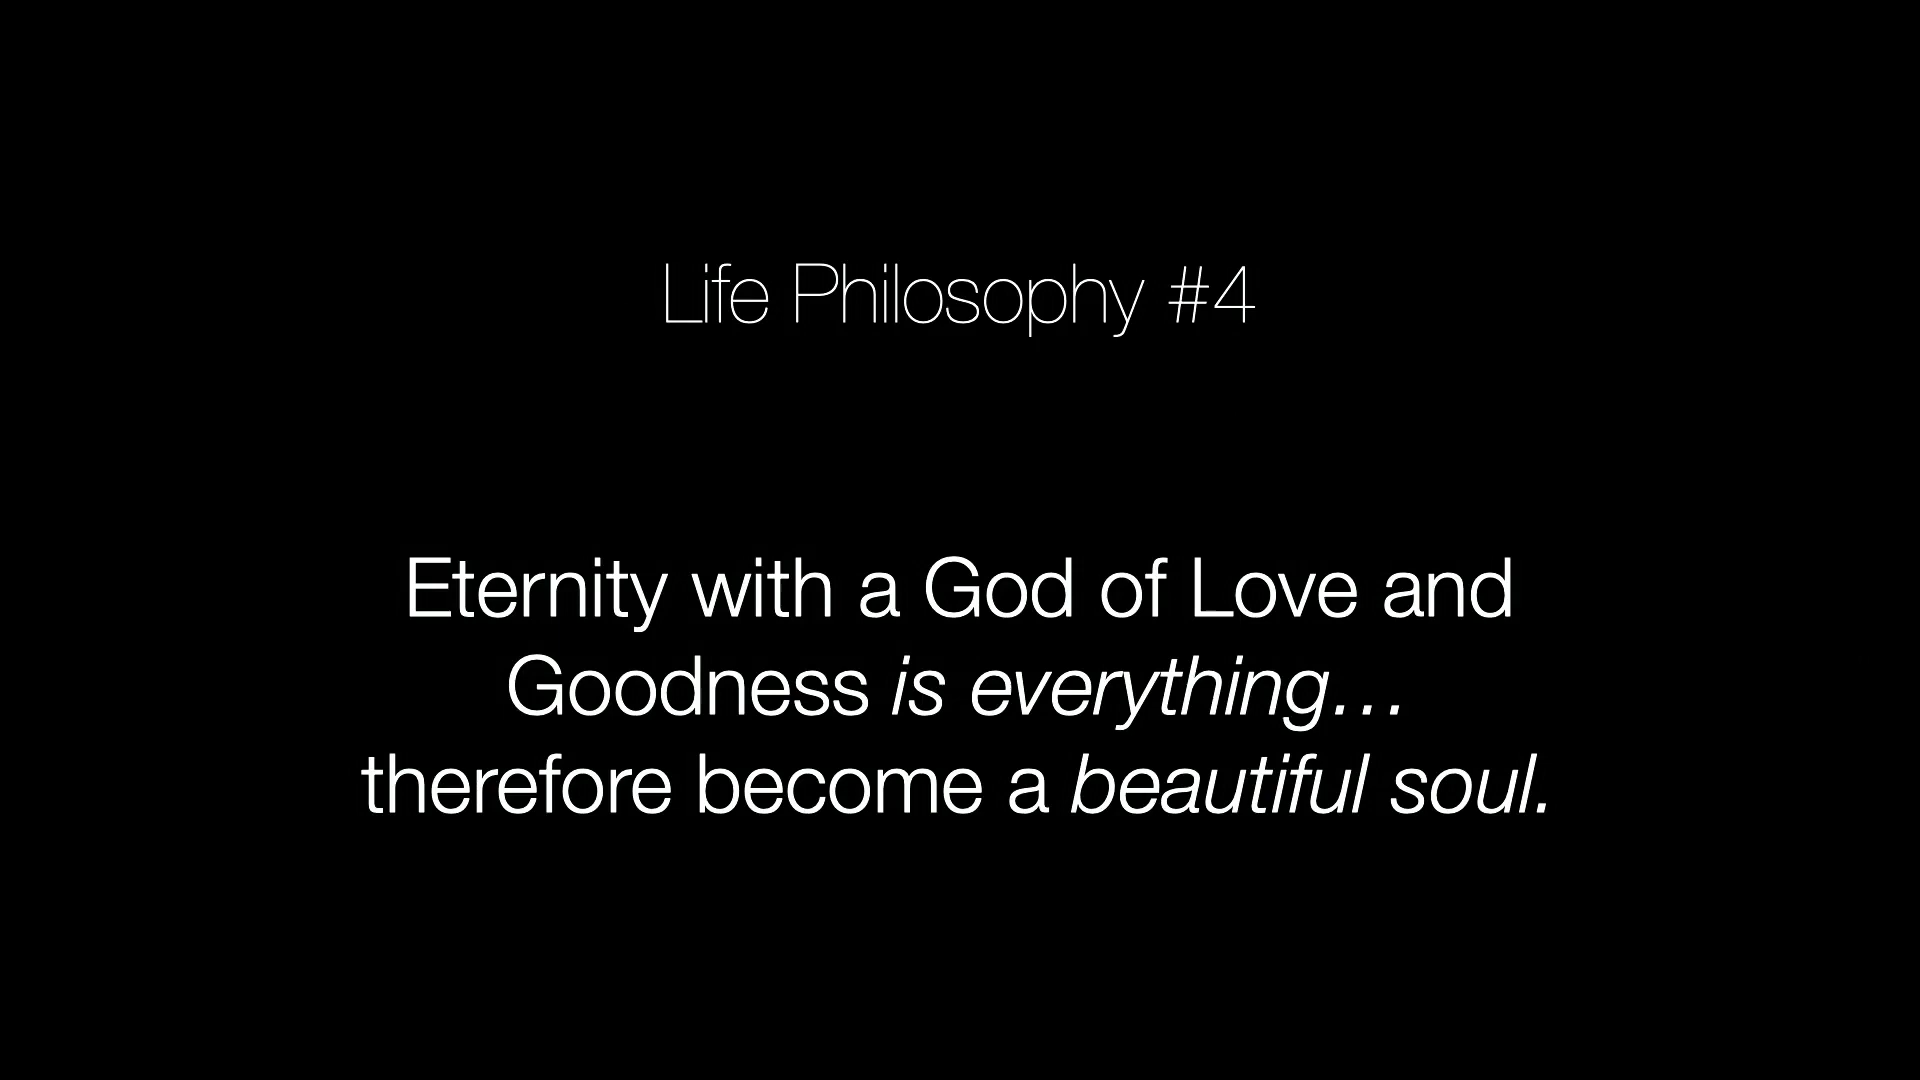 Life Philosophy #4
Eternity with a God of Love and
Goodness is everything…
therefore become a beautiful soul.